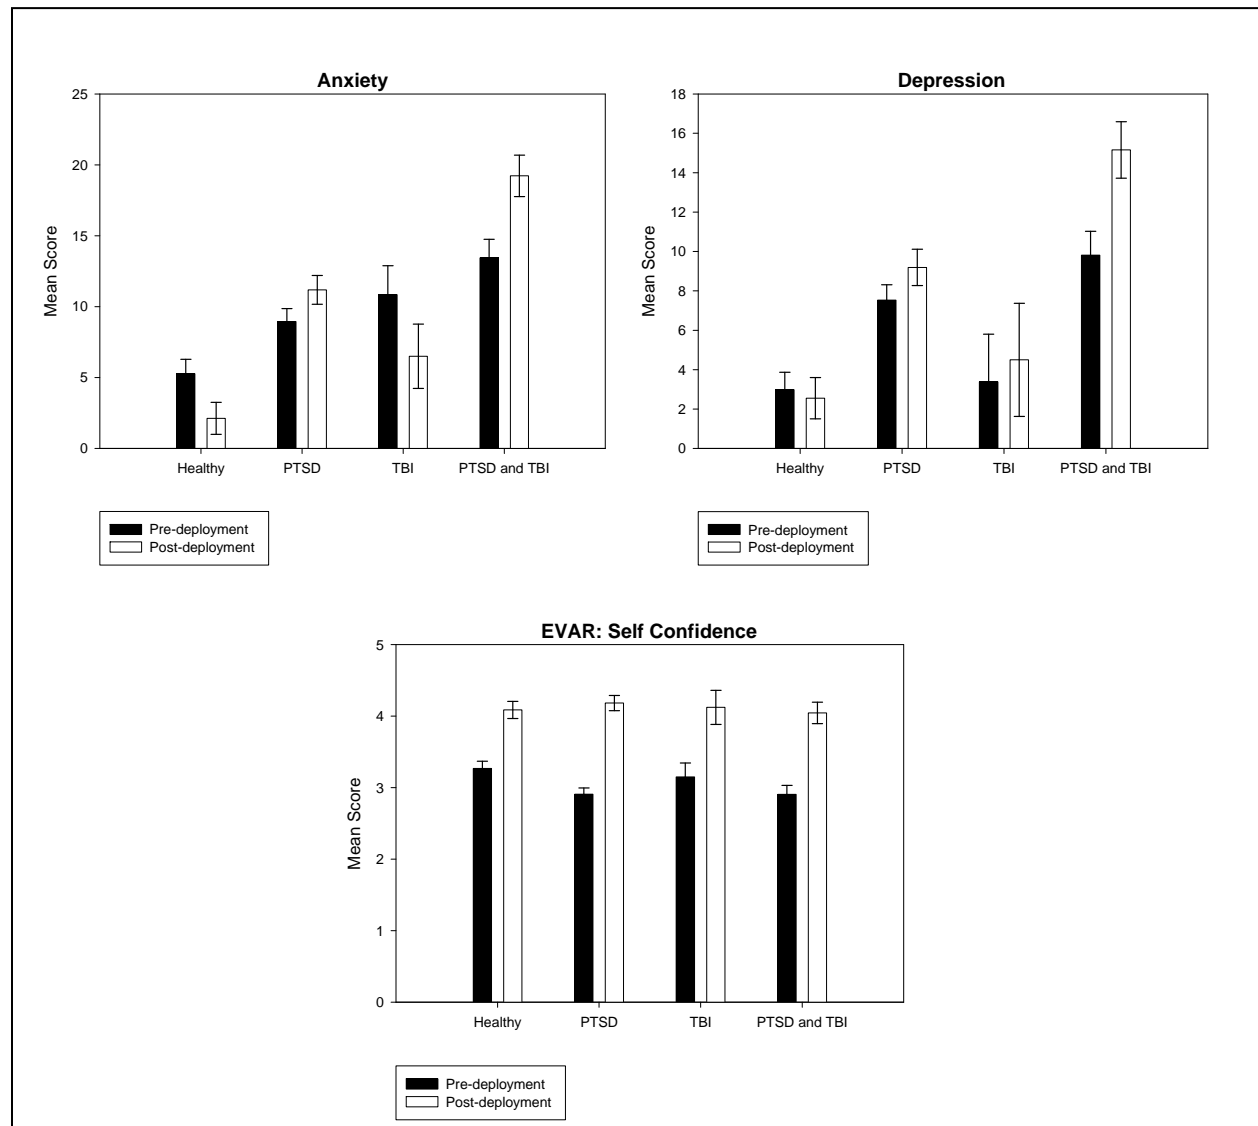 Anxiety
25
20
15
10
5
0
Mean Score
Healthy
PTSD
TBI
PTSD and TBI
Pre-deployment
Post-deployment
Depression
18
16
14
12
10
8
6
4
2
0
Mean Score
Healthy
PTSD
TBI
PTSD and TBI
Pre-deployment
Post-deployment
EVAR: Self Confidence
5
4
3
2
1
0
Mean Score
Healthy
PTSD
TBI
PTSD and TBI
Pre-deployment
Post-deployment